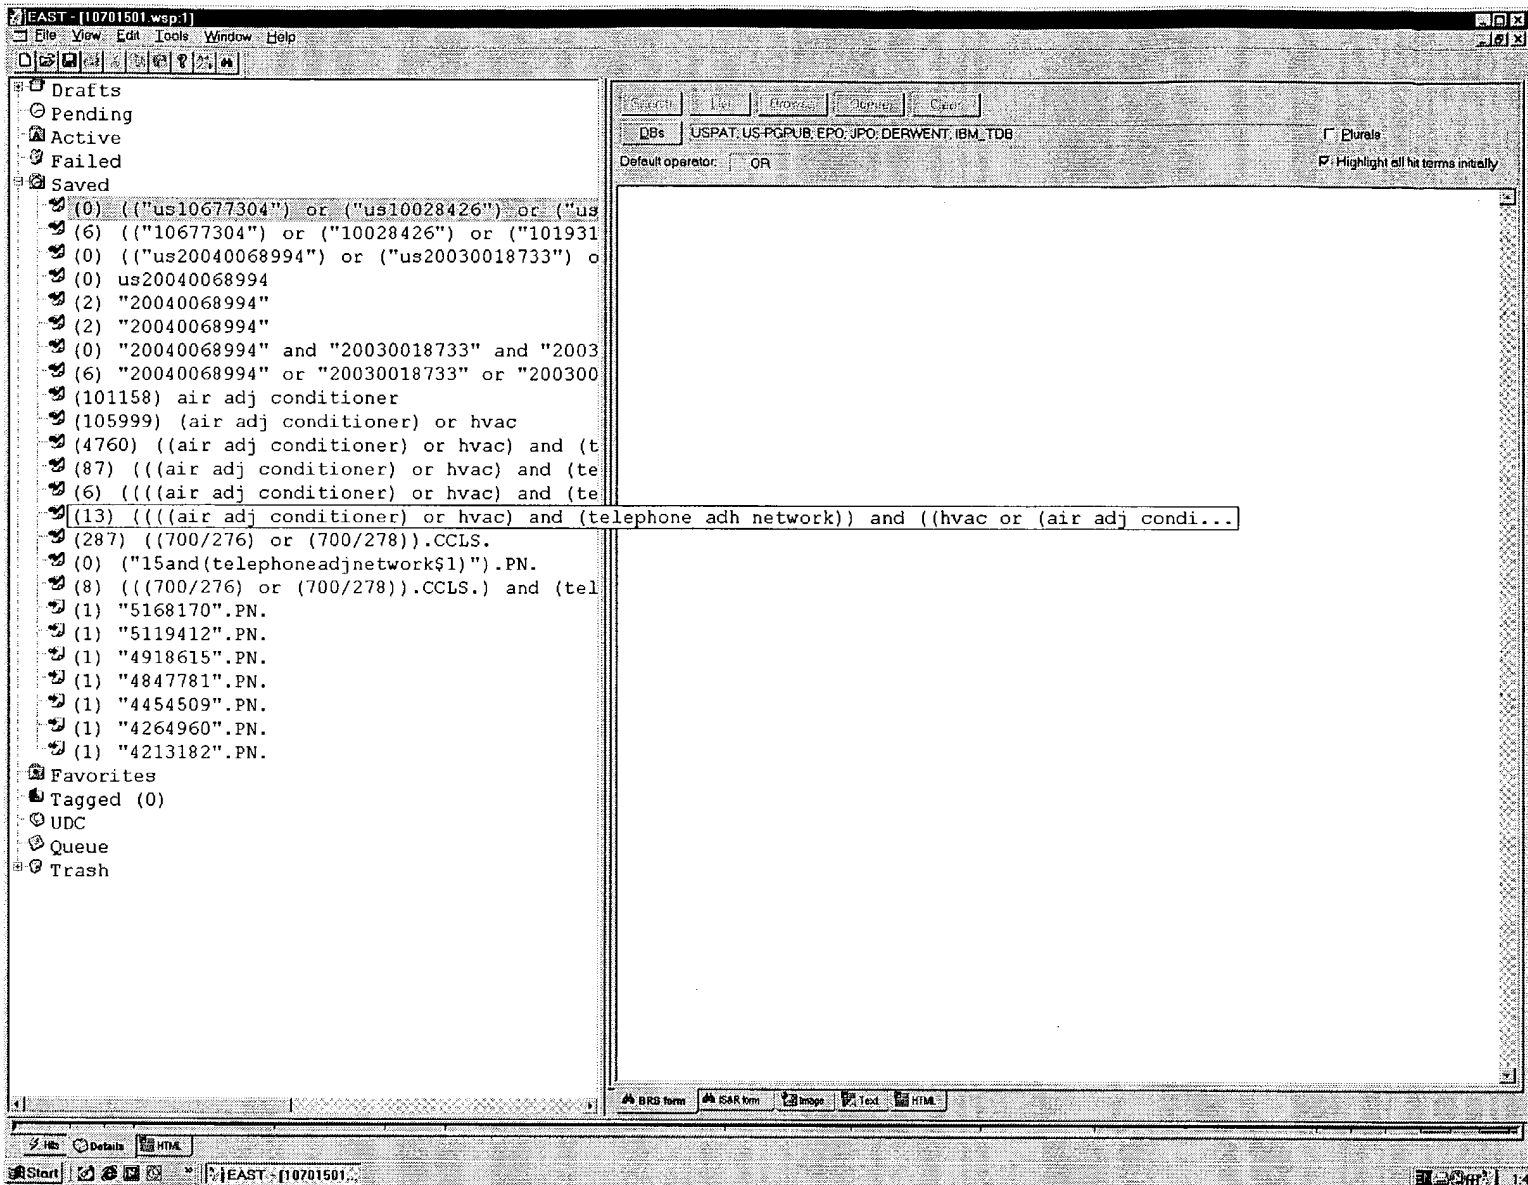 EAST - [10701501.wsp:1]
File View Edit Tools Window Help
Drafts
Pending
Active
Failed
Saved
(0) (("us10677304") or ("us10028426") or ("us
(6) (("10677304") or ("10028426") or ("101931
(0) (("us20040068994") or ("us20030018733") o
(0) us20040068994
(2) "20040068994"
(2) "20040068994"
(0) "20040068994" and "20030018733" and "2003
(6) "20040068994" or "20030018733" or "200300
(101158) air adj conditioner
(105999) (air adj conditioner) or hvac
(4760) ((air adj conditioner) or hvac) and (t
(87) (((air adj conditioner) or hvac) and (te
(6) ((((air adj conditioner) or hvac) and (te
(13) ((((air adj conditioner) or hvac) and (telephone adh network)) and ((hvac or (air adj condi...
(287) ((700/276) or (700/278)).CCLS.
(0) ("15and(telephoneadjnetwork$1)").PN.
(8) (((700/276) or (700/278)).CCLS.) and (tel
(1) "5168170".PN.
(1) "5119412".PN.
(1) "4918615".PN.
(1) "4847781".PN.
(1) "4454509".PN.
(1) "4264960".PN.
(1) "4213182".PN.
Favorites
Tagged (0)
UDC
Queue
Trash
Search List Browse Queue Clear
DBs USPAT; US-PGPUB; EPO; JPO; DERWENT; IBM_TDB
Plurals
Default operator: OR
Highlight all hit terms initially
BRS form IS&R form Image Text HTML
Hits Details HTML
Start EAST - [10701501...
1:4